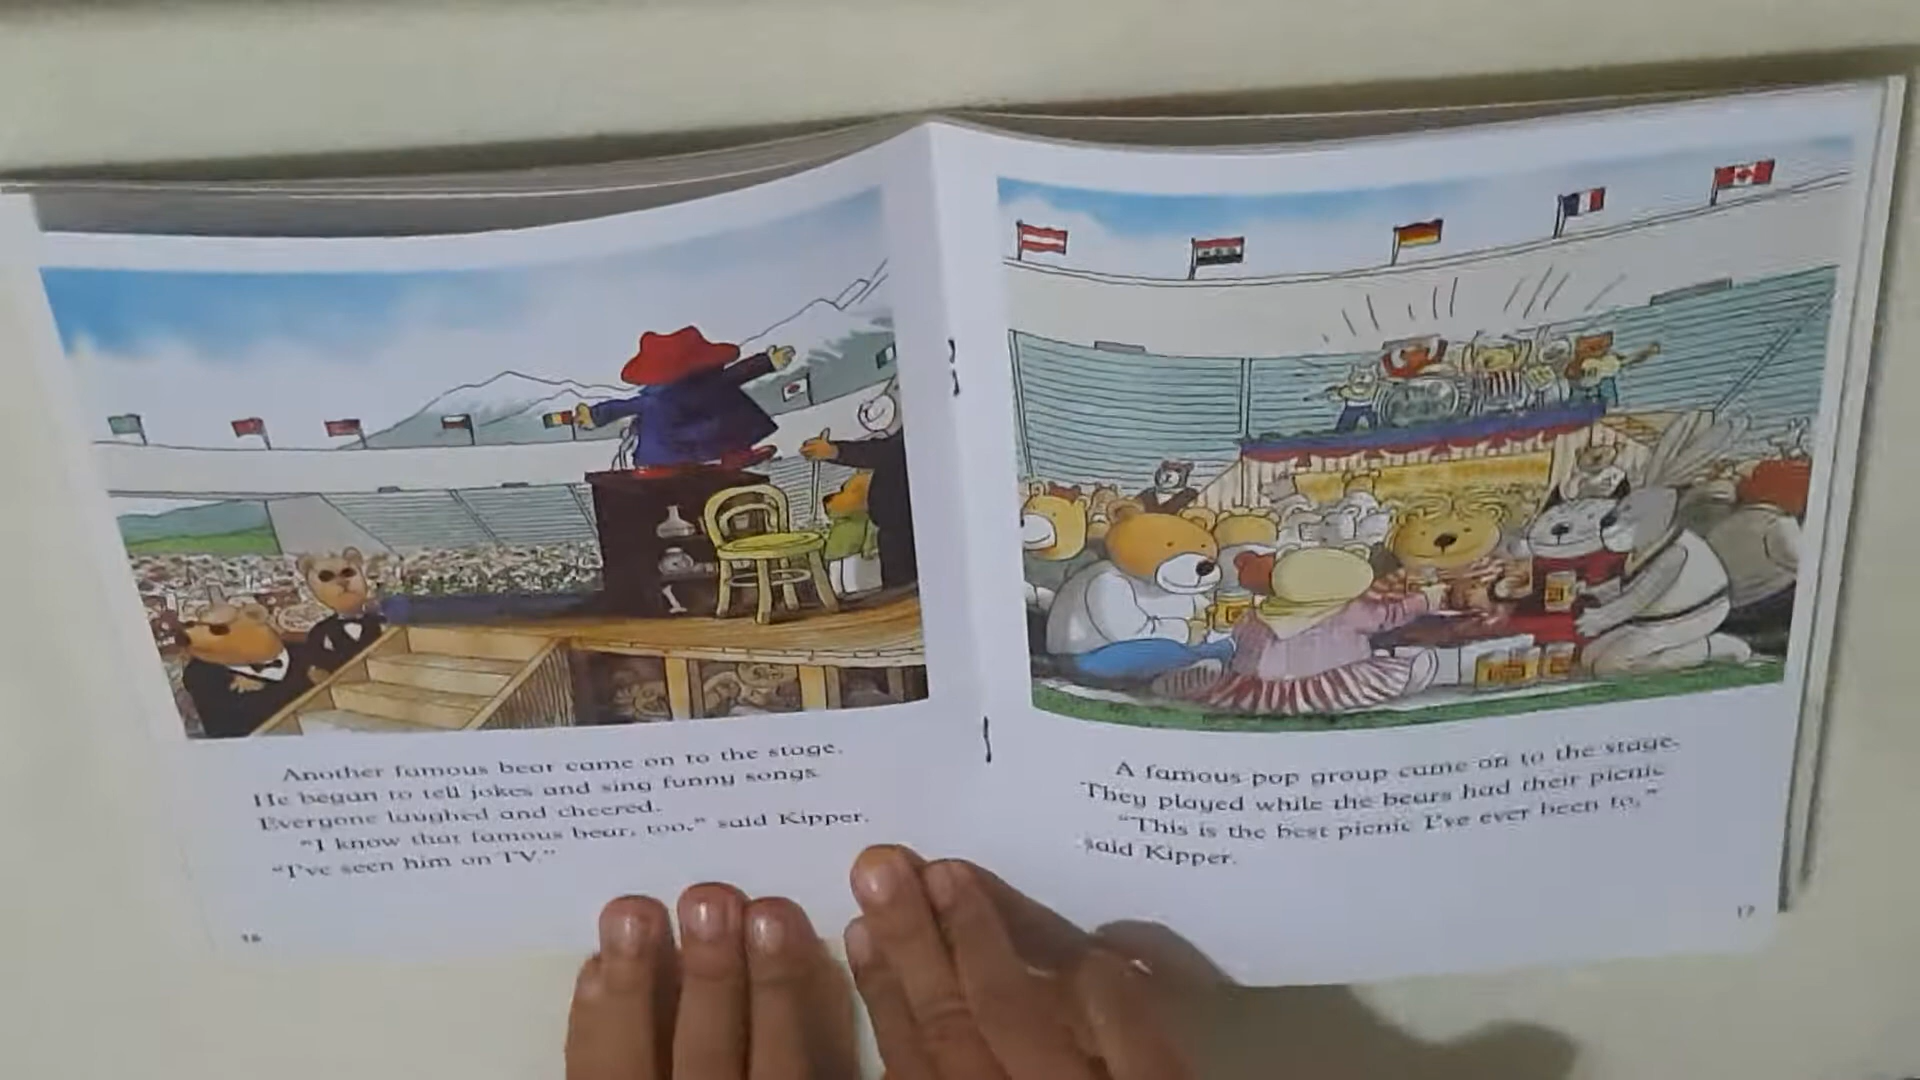 Another famous bear came on to the stage.
He began to tell jokes and sing funny songs.
Everyone laughed and cheered.
"I know that famous bear, too," said Kipper.
"I've seen him on TV."
16
A famous pop group came on to the stage.
They played while the bears had their picnic.
"This is the best picnic I've ever been to,"
said Kipper.
17